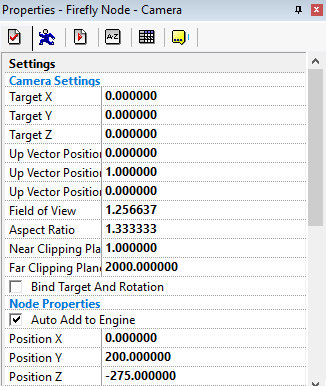 Properties - Firefly Node - Camera
A-Z
Settings
Camera Settings
Target X 0.000000
Target Y 0.000000
Target Z 0.000000
Up Vector Position 0.000000
Up Vector Position 1.000000
Up Vector Position 0.000000
Field of View 1.256637
Aspect Ratio 1.333333
Near Clipping Plan 1.000000
Far Clipping Plane 2000.000000
Bind Target And Rotation
Node Properties
Auto Add to Engine
Position X 0.000000
Position Y 200.000000
Position Z -275.000000